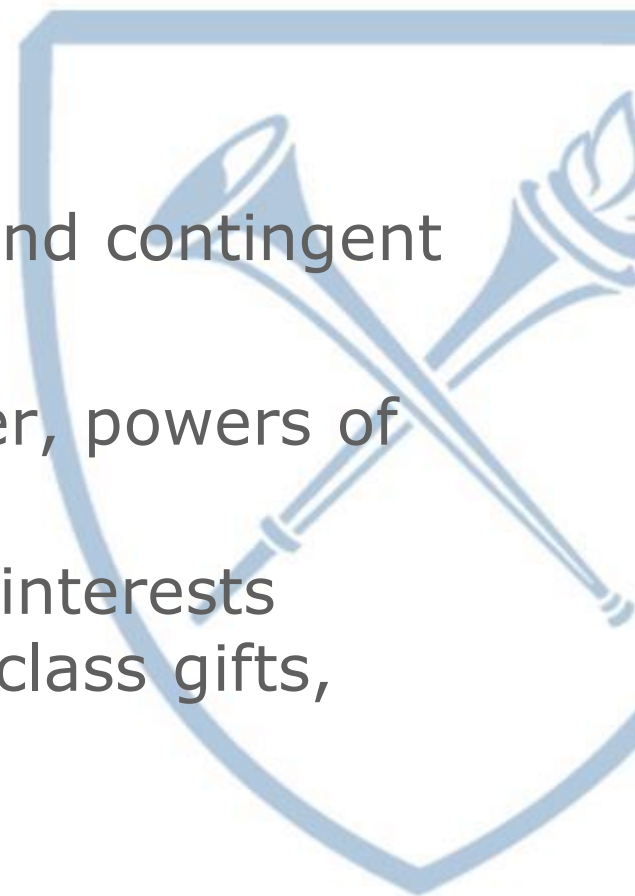 nd contingent
er, powers of
interests
class gifts,